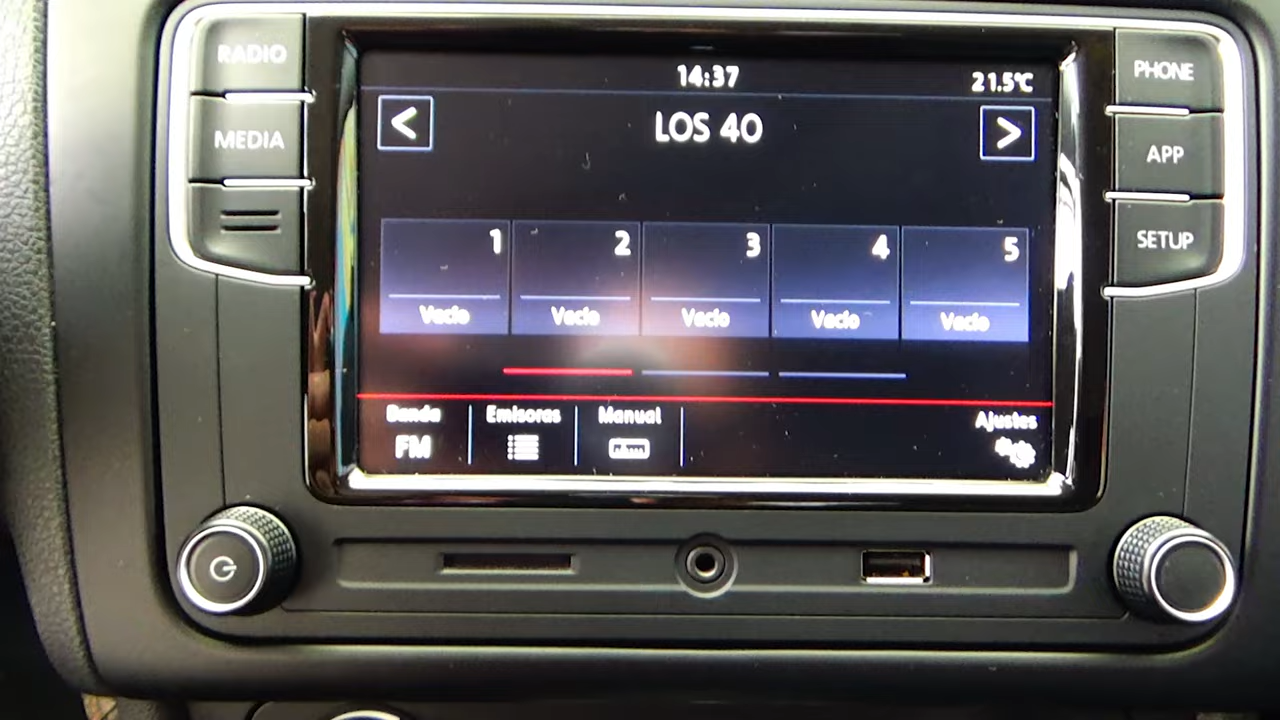 RADIO
MEDIA
PHONE
APP
SETUP
14:37
21.5°C
<
LOS 40
>
1 2 3 4 5
Vacío Vacío Vacío Vacío Vacío
Banda Emisoras Manual Ajustes
FM